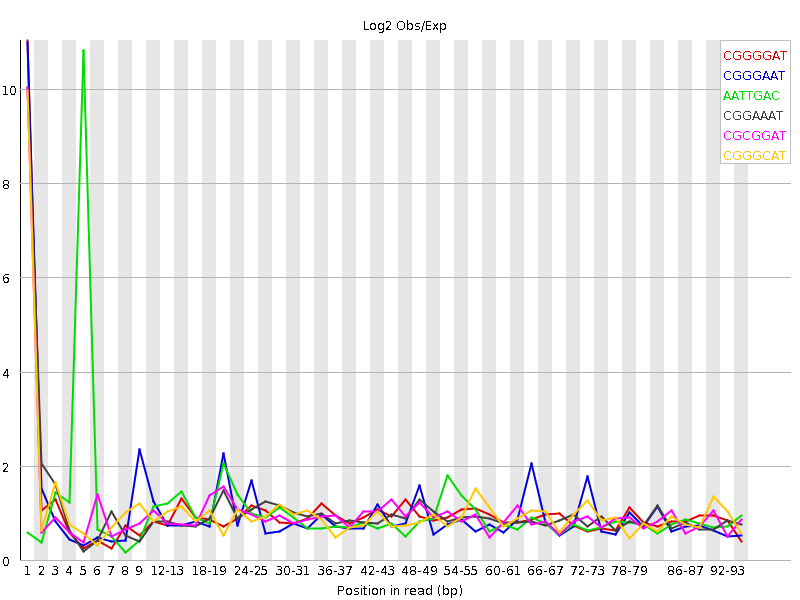 Log2 Obs/Exp
CGGGGAT
CGGGAAT
AATTGAC
CGGAAAT
CGCGGAT
CGGGCAT
10
8
6
4
2
0
1 2 3 4 5 6 7 8 9 12-13 18-19 24-25 30-31 36-37 42-43 48-49 54-55 60-61 66-67 72-73 78-79 86-87 92-93
Position in read (bp)